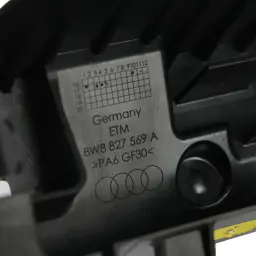 Germany
ETM
8W8 827 569 A
>PA6 GF30<